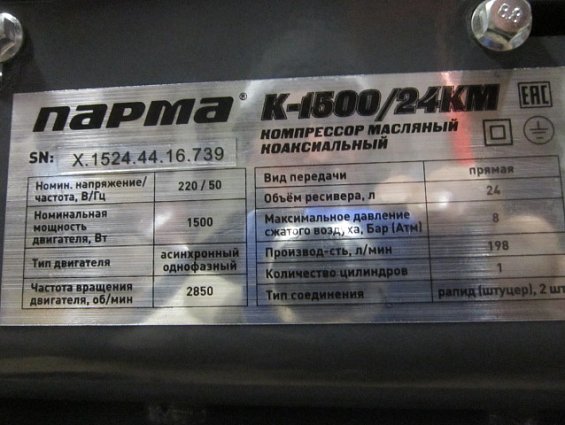 8.8
ПАРМА® К-1500/24КМ EAC
КОМПРЕССОР МАСЛЯНЫЙ
КОАКСИАЛЬНЫЙ
SN: X.1524.44.16.739
Номин. напряжение/
частота, В/Гц
220 / 50
Номинальная
мощность
двигателя, Вт
1500
Тип двигателя
асинхронный
однофазный
Частота вращения
двигателя, об/мин
2850
Вид передачи прямая
Объём ресивера, л 24
Максимальное давление
сжатого возд, ха, Бар (Атм)
8
Производ-сть, л/мин 198
Количество цилиндров 1
Тип соединения рапид (штуцер), 2 шт